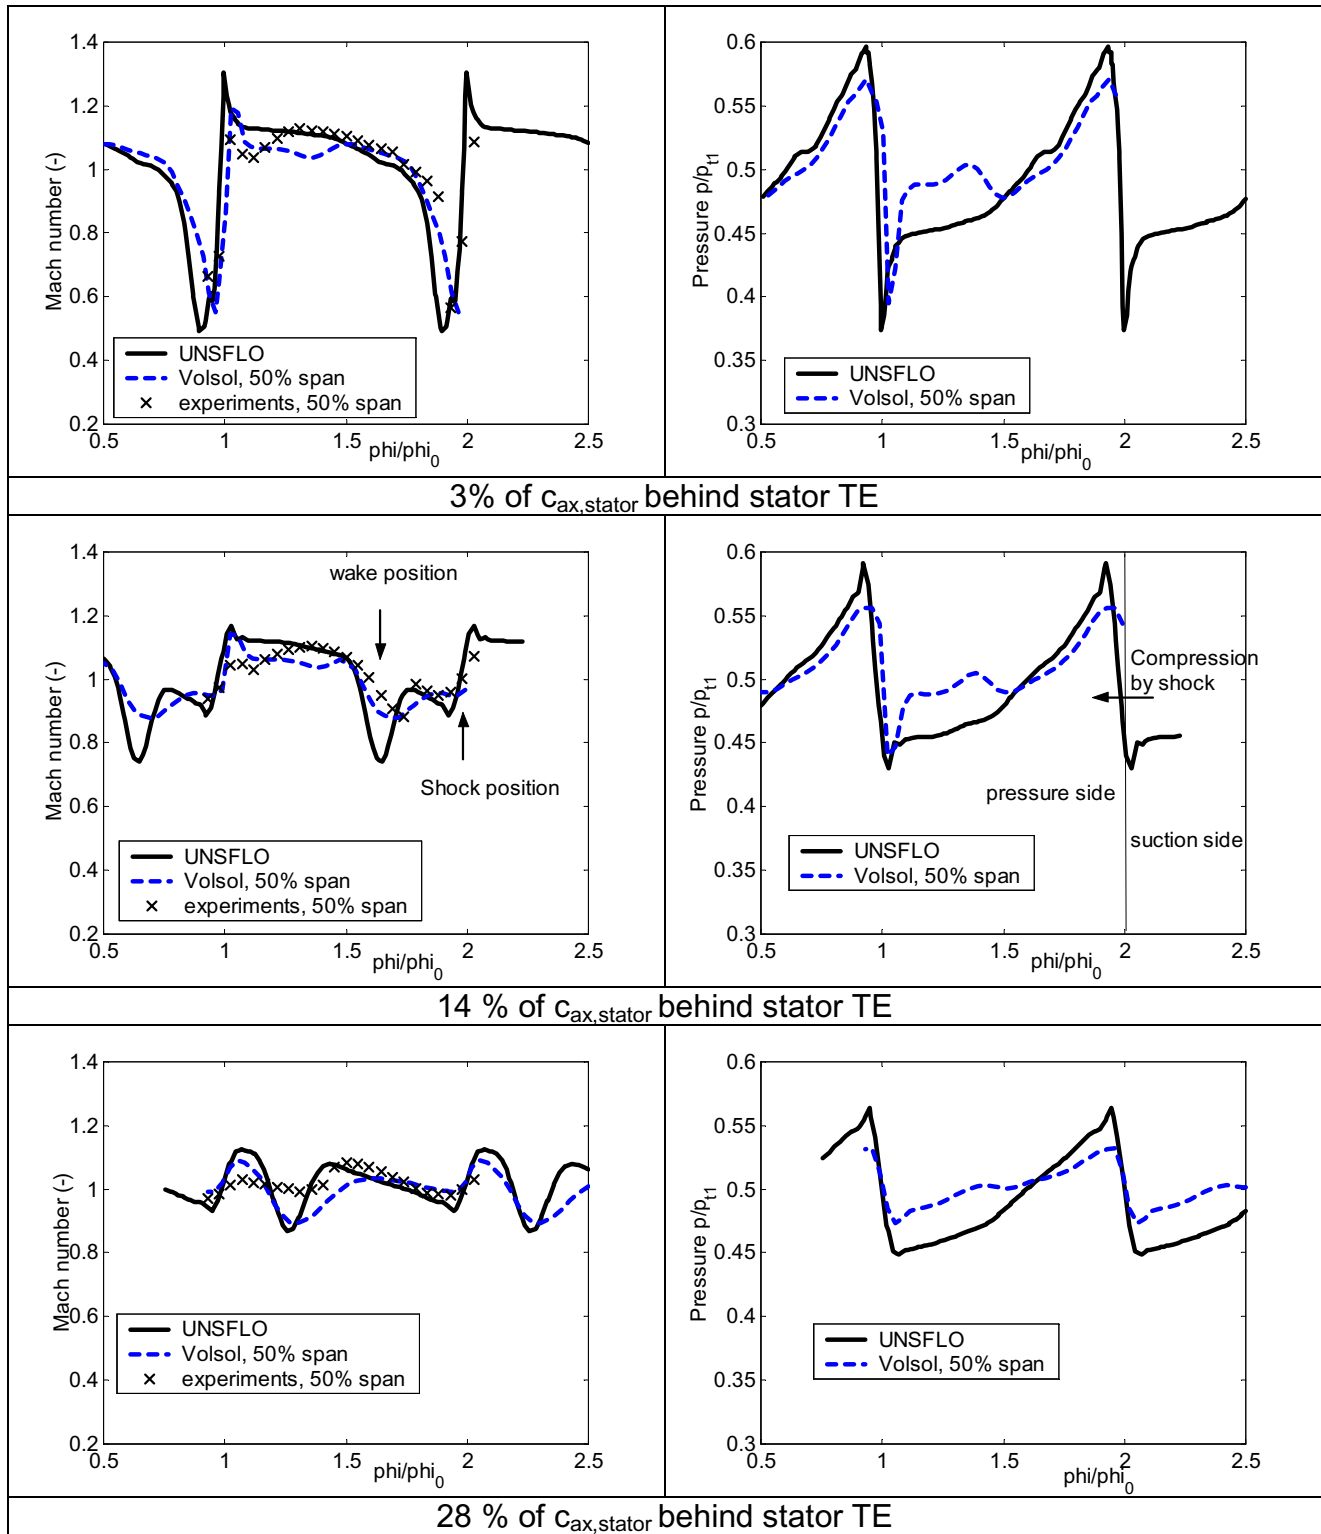 1.4
1.2
1
0.8
0.6
0.4
0.2
Mach number (-)
0.5
1
1.5
2
2.5
phi/phi0
UNSFLO
Volsol, 50% span
experiments, 50% span
0.6
0.55
0.5
0.45
0.4
0.35
0.3
Pressure p/pt1
0.5
1
1.5
2
2.5
phi/phi0
UNSFLO
Volsol, 50% span
3% of cax,stator behind stator TE
1.4
1.2
1
0.8
0.6
0.4
0.2
Mach number (-)
wake position
Shock position
0.5
1
1.5
2
2.5
phi/phi0
UNSFLO
Volsol, 50% span
experiments, 50% span
0.6
0.55
0.5
0.45
0.4
0.35
0.3
Pressure p/pt1
Compression
by shock
pressure side
suction side
0.5
1
1.5
2
2.5
phi/phi0
UNSFLO
Volsol, 50% span
14 % of cax,stator behind stator TE
1.4
1.2
1
0.8
0.6
0.4
0.2
Mach number (-)
0.5
1
1.5
2
2.5
phi/phi0
UNSFLO
Volsol, 50% span
experiments, 50% span
0.6
0.55
0.5
0.45
0.4
0.35
0.3
Pressure p/pt1
0.5
1
1.5
2
2.5
phi/phi0
UNSFLO
Volsol, 50% span
28 % of cax,stator behind stator TE